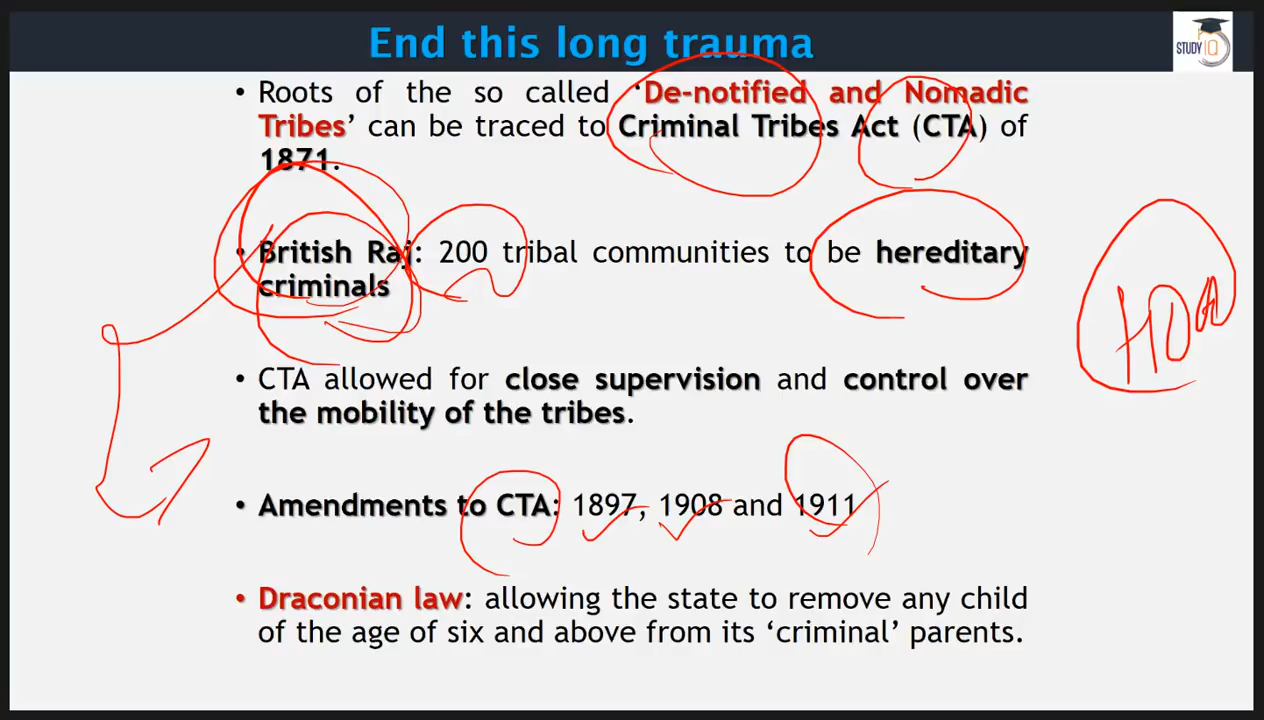 End this long trauma
STUDY IQ
• Roots of the so called ‘De-notified and Nomadic
Tribes’ can be traced to Criminal Tribes Act (CTA) of
1871.
• British Raj: 200 tribal communities to be hereditary
criminals
• CTA allowed for close supervision and control over
the mobility of the tribes.
• Amendments to CTA: 1897, 1908 and 1911
• Draconian law: allowing the state to remove any child
of the age of six and above from its ‘criminal’ parents.